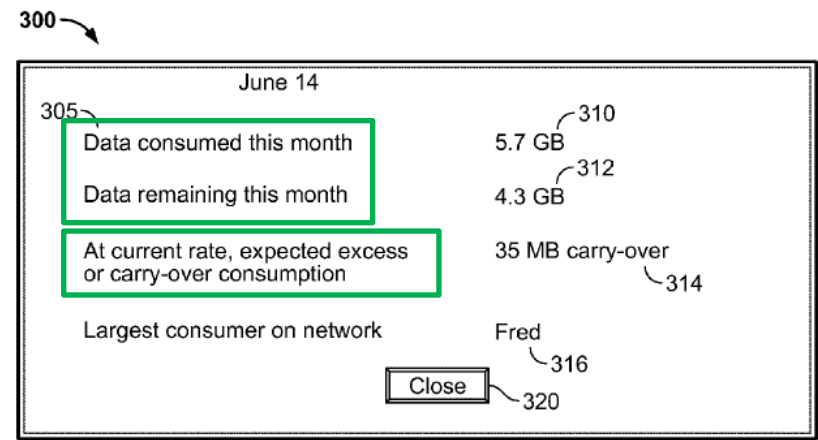 300
June 14
305
310
Data consumed this month 5.7 GB
312
Data remaining this month 4.3 GB
At current rate, expected excess 35 MB carry-over
or carry-over consumption
314
Largest consumer on network Fred
316
Close
320